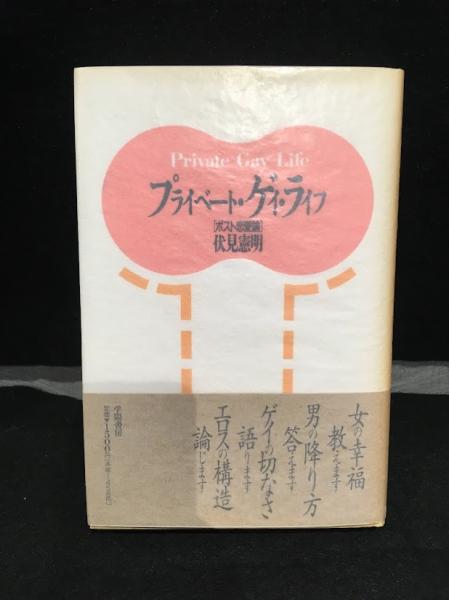 Private Gay Life
プライベート・ゲイ・ライフ
[ポスト恋愛論]
伏見憲明
女の幸福
教えます
男の降り方
答えます
ゲイの切なさ
語ります
エロスの構造
論じます
学陽書房